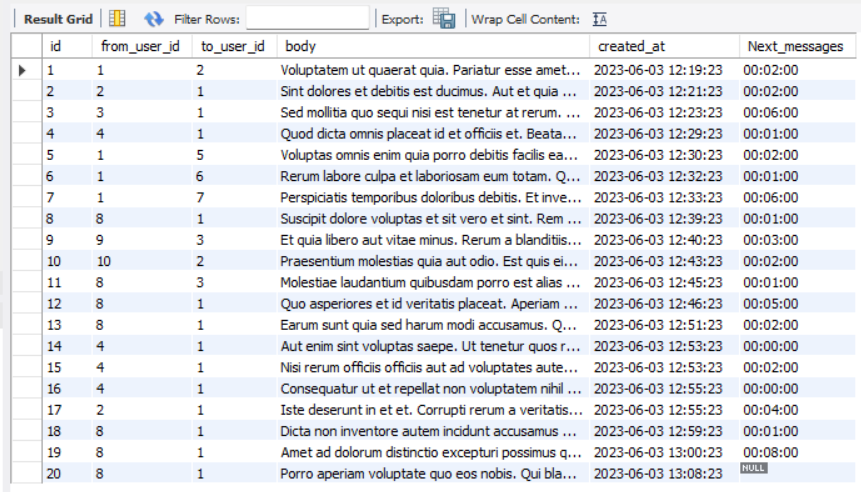 Result Grid Filter Rows: Export: Wrap Cell Content: IA
id from_user_id to_user_id body created_at Next_messages
1 1 2 Voluptatem ut quaerat quia. Pariatur esse amet... 2023-06-03 12:19:23 00:02:00
2 2 1 Sint dolores et debitis est ducimus. Aut et quia ... 2023-06-03 12:21:23 00:02:00
3 3 1 Sed mollitia quo sequi nisi est tenetur at rerum. ... 2023-06-03 12:23:23 00:06:00
4 4 1 Quod dicta omnis placeat id et officiis et. Beata... 2023-06-03 12:29:23 00:01:00
5 1 5 Voluptas omnis enim quia porro debitis facilis ea... 2023-06-03 12:30:23 00:02:00
6 1 6 Rerum labore culpa et laboriosam eum totam. Q... 2023-06-03 12:32:23 00:01:00
7 1 7 Perspiciatis temporibus doloribus debitis. Et inve... 2023-06-03 12:33:23 00:06:00
8 8 1 Suscipit dolore voluptas et sit vero et sint. Rem ... 2023-06-03 12:39:23 00:01:00
9 9 3 Et quia libero aut vitae minus. Rerum a blanditiis... 2023-06-03 12:40:23 00:03:00
10 10 2 Praesentium molestias quia aut odio. Est quis ei... 2023-06-03 12:43:23 00:02:00
11 8 3 Molestiae laudantium quibusdam porro est alias ... 2023-06-03 12:45:23 00:01:00
12 8 1 Quo asperiores et id veritatis placeat. Aperiam ... 2023-06-03 12:46:23 00:05:00
13 8 1 Earum sunt quia sed harum modi accusamus. Q... 2023-06-03 12:51:23 00:02:00
14 4 1 Aut enim sint voluptas saepe. Ut tenetur quos r... 2023-06-03 12:53:23 00:00:00
15 4 1 Nisi rerum officiis officiis aut ad voluptates aute... 2023-06-03 12:53:23 00:02:00
16 4 1 Consequatur ut et repellat non voluptatem nihil ... 2023-06-03 12:55:23 00:00:00
17 2 1 Iste deserunt in et et. Corrupti rerum a veritatis... 2023-06-03 12:55:23 00:04:00
18 8 1 Dicta non inventore autem incidunt accusamus ... 2023-06-03 12:59:23 00:01:00
19 8 1 Amet ad dolorum distinctio excepturi possimus q... 2023-06-03 13:00:23 00:08:00
20 8 1 Porro aperiam voluptate quo eos nobis. Qui bla... 2023-06-03 13:08:23 NULL